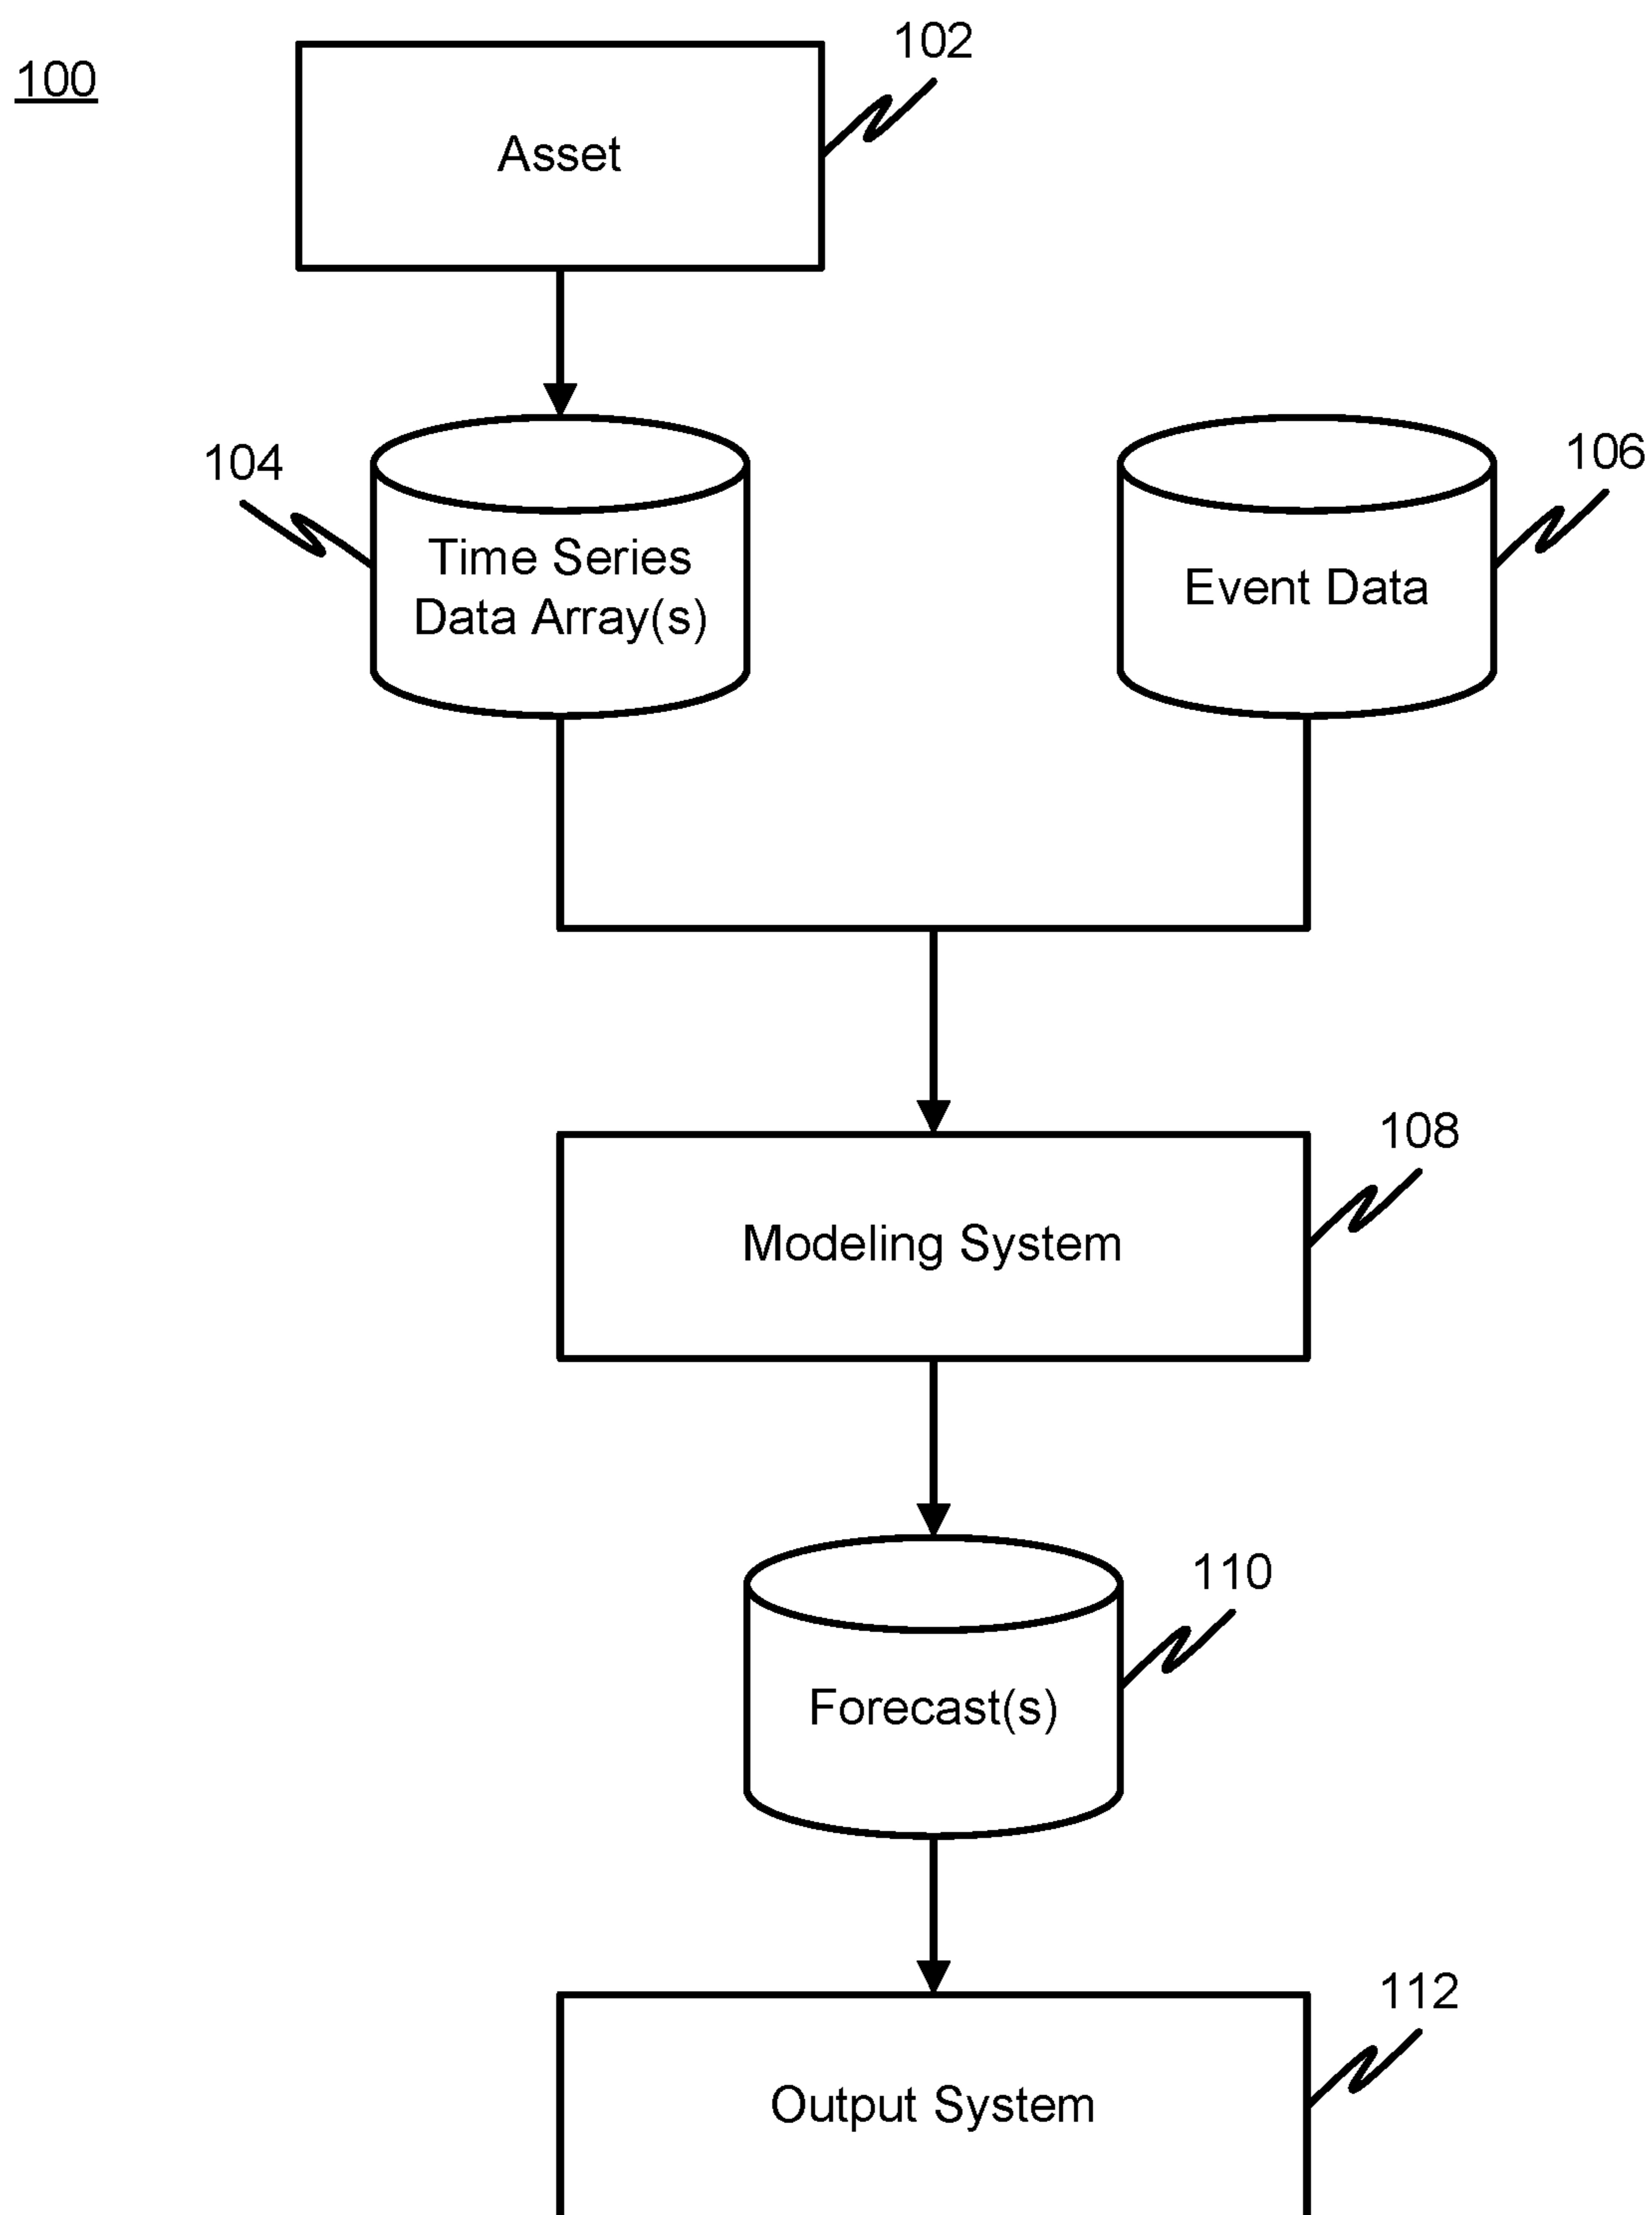 102
100
Asset
104
106
Time Series
Data Array(s)
Event Data
108
Modeling System
110
Forecast(s)
112
Output System